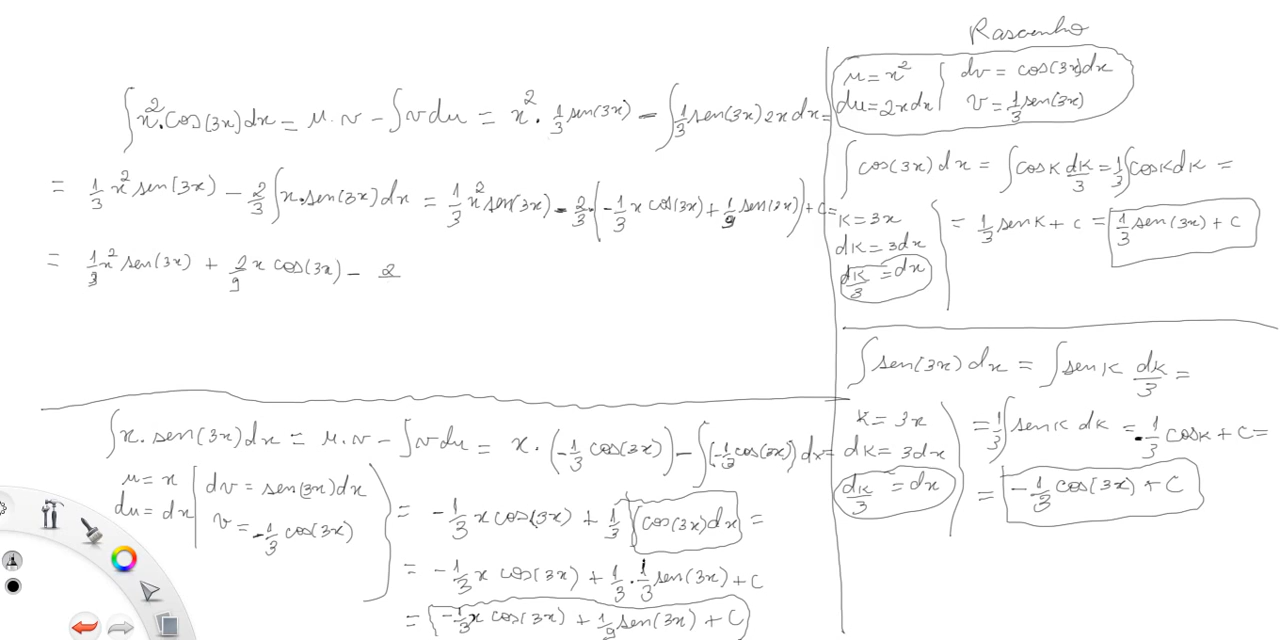 Rascunho
∫x².cos(3x)dx = u.v - ∫vdu = x².1/3 sen(3x) - ∫1/3 sen(3x)2x dx =
= 1/3 x² sen(3x) - 2/3 ∫x.sen(3x)dx = 1/3 x² sen(3x) - 2/3.(-1/3 x cos(3x) + 1/9 sen(3x)) + C =
= 1/3 x² sen(3x) + 2/9 x cos(3x) - 2
u = x² | dv = cos(3x)dx
du = 2x dx | v = 1/3 sen(3x)
∫cos(3x)dx = ∫cos K dK/3 = 1/3 ∫cosKdK =
K = 3x
dK = 3dx
dK/3 = dx
= 1/3 sen K + C = 1/3 sen(3x) + C
∫sen(3x)dx = ∫sen K dK/3 =
K = 3x
dK = 3dx
dK/3 = dx
= 1/3 ∫sen K dK = -1/3 cosK + C =
= -1/3 cos(3x) + C
∫x.sen(3x)dx = u.v - ∫vdu = x.(-1/3 cos(3x)) - ∫(-1/3 cos(3x))dx =
u = x | dv = sen(3x)dx
du = dx | v = -1/3 cos(3x)
= -1/3 x cos(3x) + 1/3 ∫cos(3x)dx =
= -1/3 x cos(3x) + 1/3.1/3 sen(3x) + C
= -1/3 x cos(3x) + 1/9 sen(3x) + C